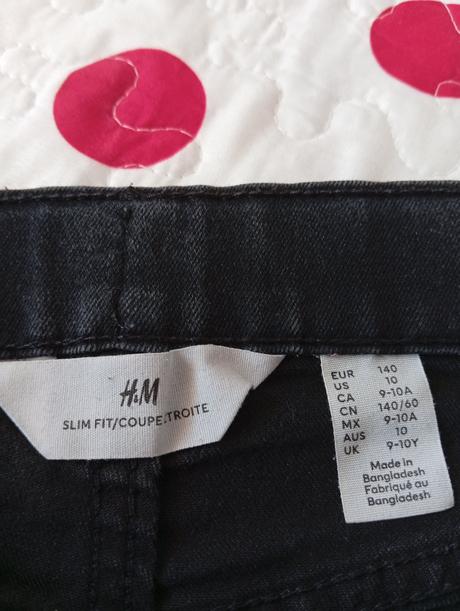 H&M
SLIM FIT/COUPE ETROITE
EUR 140
US 10
CA 9-10A
CN 140/60
MX 9-10A
AUS 10
UK 9-10Y
Made in
Bangladesh
Fabriqué au
Bangladesh